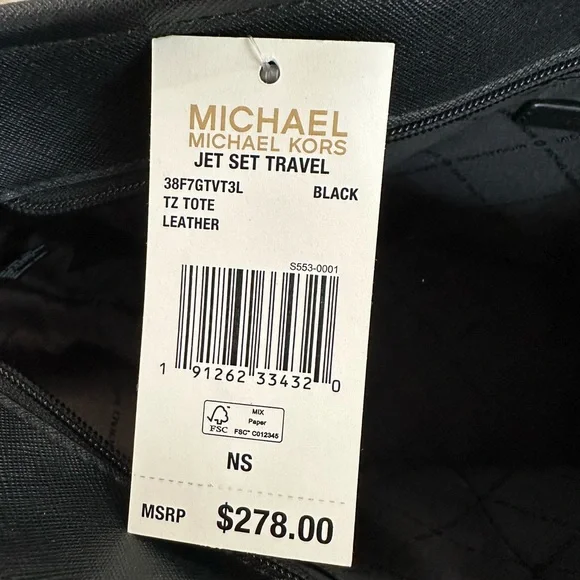 MICHAEL
MICHAEL KORS
JET SET TRAVEL
38F7GTVT3L BLACK
TZ TOTE
LEATHER
S553-0001
1 91262 33432 0
FSC
MIX
Paper
FSC® C012345
NS
MSRP $278.00